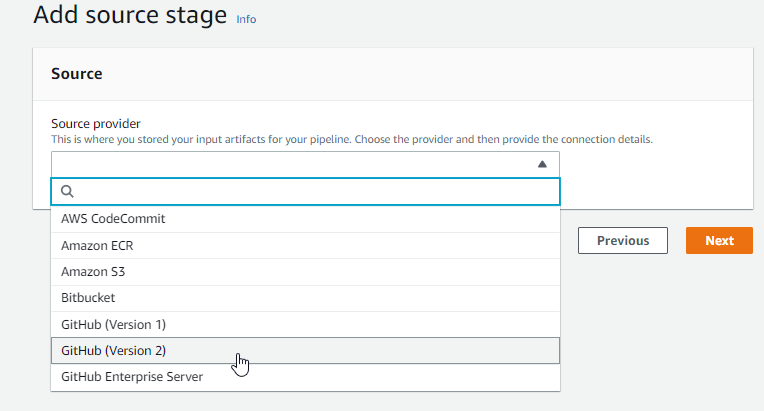 Add source stage Info
Source
Source provider
This is where you stored your input artifacts for your pipeline. Choose the provider and then provide the connection details.
AWS CodeCommit
Amazon ECR
Amazon S3
Bitbucket
GitHub (Version 1)
GitHub (Version 2)
GitHub Enterprise Server
Previous Next